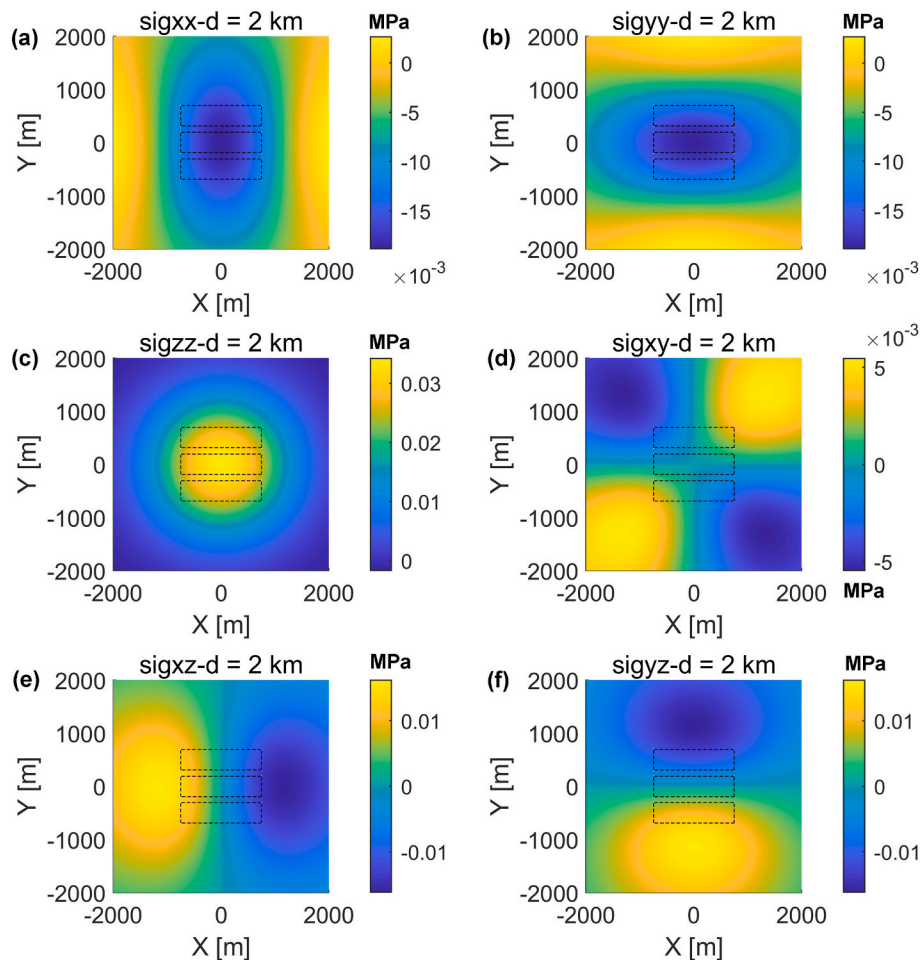 (a) sigxx-d = 2 km MPa
2000
1000
0
-1000
-2000
Y [m]
-2000 0 2000
X [m]
0
-5
-10
-15
×10⁻³
(b) sigyy-d = 2 km MPa
2000
1000
0
-1000
-2000
Y [m]
-2000 0 2000
X [m]
0
-5
-10
-15
×10⁻³
(c) sigzz-d = 2 km MPa
2000
1000
0
-1000
-2000
Y [m]
-2000 0 2000
X [m]
0.03
0.02
0.01
0
(d) sigxy-d = 2 km ×10⁻³
2000
1000
0
-1000
-2000
Y [m]
-2000 0 2000
X [m]
5
0
-5
MPa
(e) sigxz-d = 2 km MPa
2000
1000
0
-1000
-2000
Y [m]
-2000 0 2000
X [m]
0.01
0
-0.01
(f) sigyz-d = 2 km MPa
2000
1000
0
-1000
-2000
Y [m]
-2000 0 2000
X [m]
0.01
0
-0.01